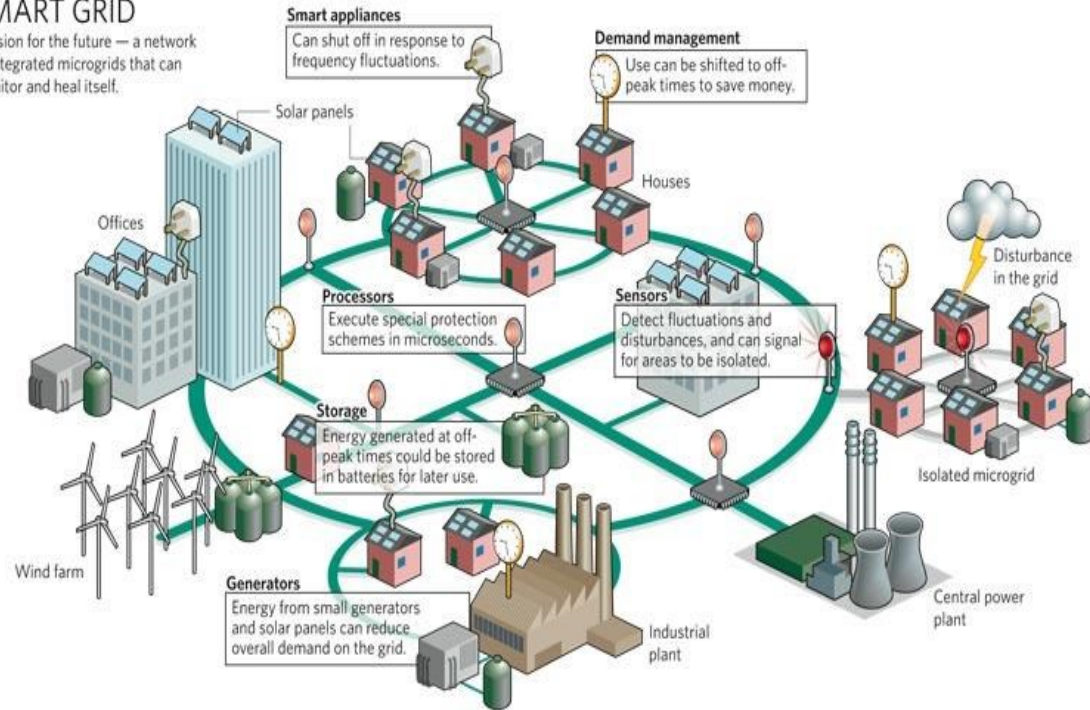 MART GRID
sion for the future — a network
tegrated microgrids that can
itor and heal itself.
Smart appliances
Can shut off in response to
frequency fluctuations.
Demand management
Use can be shifted to off-
peak times to save money.
Solar panels
Houses
Offices
Disturbance
in the grid
Processors
Execute special protection
schemes in microseconds.
Sensors
Detect fluctuations and
disturbances, and can signal
for areas to be isolated.
Storage
Energy generated at off-
peak times could be stored
in batteries for later use.
Isolated microgrid
Wind farm
Generators
Energy from small generators
and solar panels can reduce
overall demand on the grid.
Industrial
plant
Central power
plant